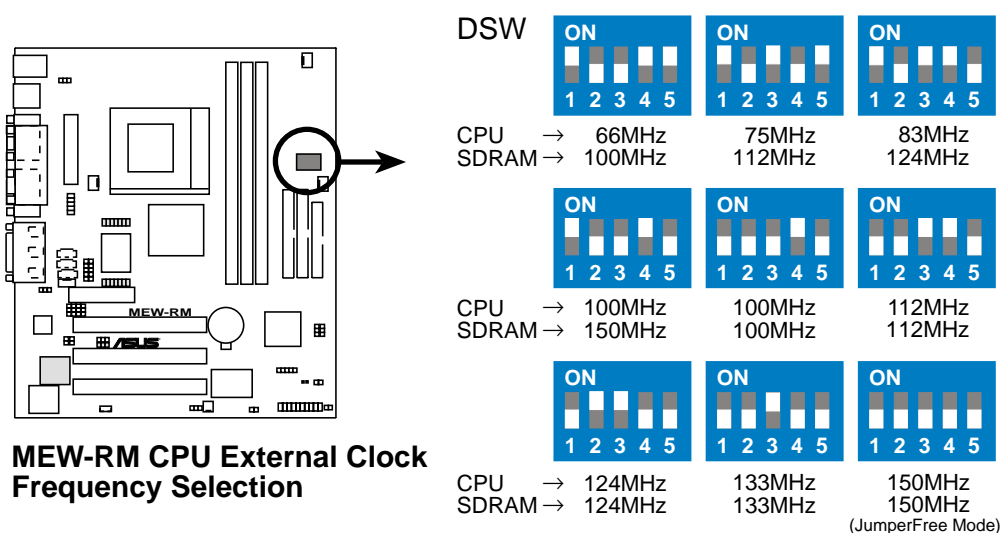 DSW
ON ON ON
1 2 3 4 5 1 2 3 4 5 1 2 3 4 5
CPU → 66MHz 75MHz 83MHz
SDRAM → 100MHz 112MHz 124MHz
ON ON ON
1 2 3 4 5 1 2 3 4 5 1 2 3 4 5
CPU → 100MHz 100MHz 112MHz
SDRAM → 150MHz 100MHz 112MHz
MEW-RM
ASUS
ON ON ON
1 2 3 4 5 1 2 3 4 5 1 2 3 4 5
CPU → 124MHz 133MHz 150MHz
SDRAM → 124MHz 133MHz 150MHz
(JumperFree Mode)
MEW-RM CPU External Clock
Frequency Selection